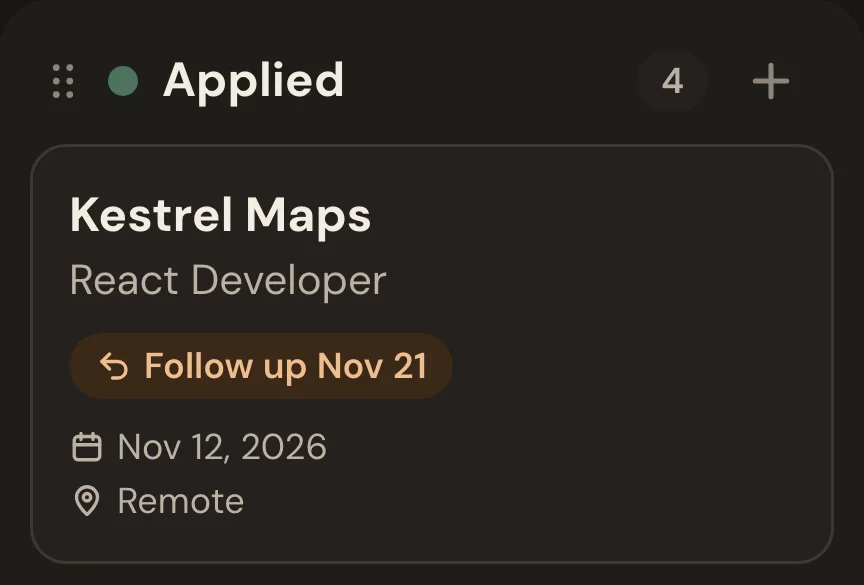 Applied
4
Kestrel Maps
React Developer
Follow up Nov 21
Nov 12, 2026
Remote